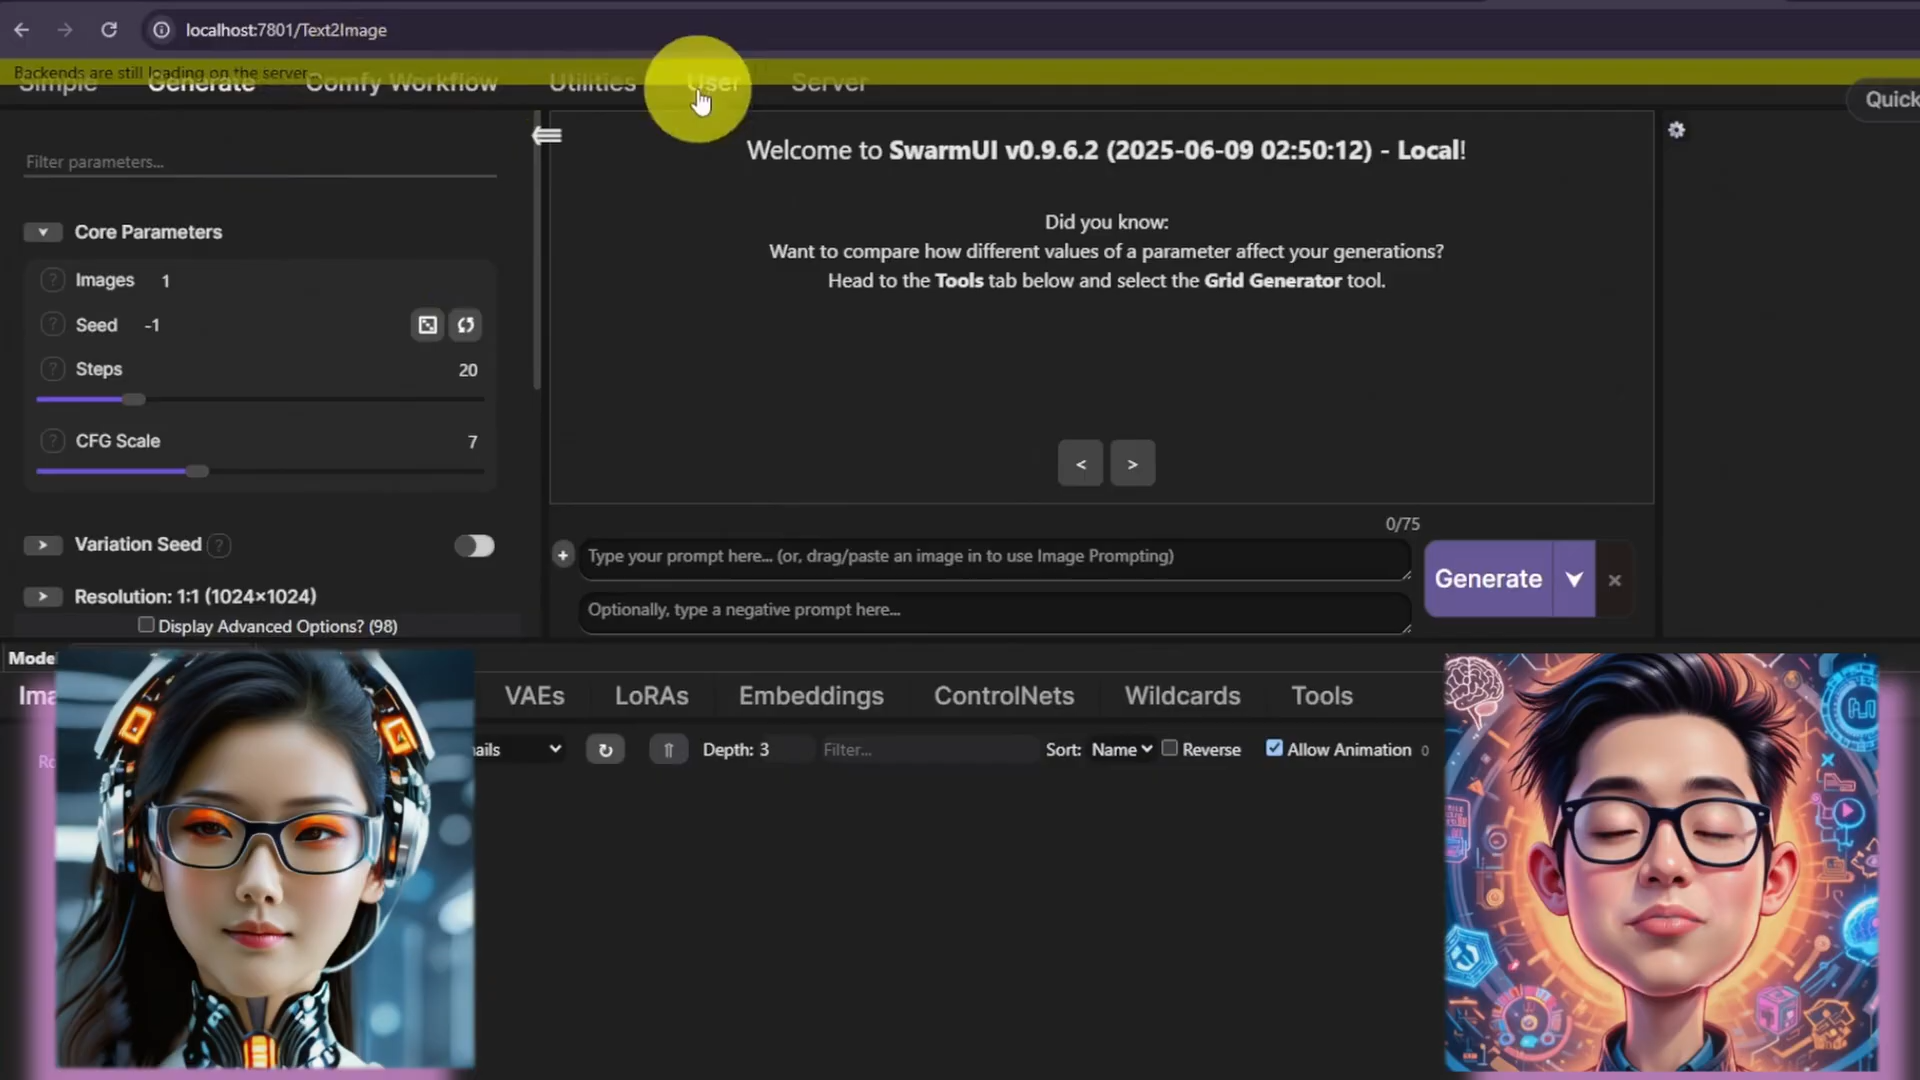 localhost:7801/Text2Image
Backends are still loading on the server...
Simple Generate Comfy Workflow Utilities User Server
Quick
Filter parameters...
Welcome to SwarmUI v0.9.6.2 (2025-06-09 02:50:12) - Local!
Did you know:
Want to compare how different values of a parameter affect your generations?
Head to the Tools tab below and select the Grid Generator tool.
Core Parameters
? Images 1
? Seed -1
? Steps 20
? CFG Scale 7
Variation Seed ?
Resolution: 1:1 (1024×1024)
Display Advanced Options? (98)
< >
0/75
+ Type your prompt here... (or, drag/paste an image in to use Image Prompting)
Optionally, type a negative prompt here...
Generate
Mode
Ima VAEs LoRAs Embeddings ControlNets Wildcards Tools
Ro nails Depth: 3 Filter... Sort: Name Reverse Allow Animation 0